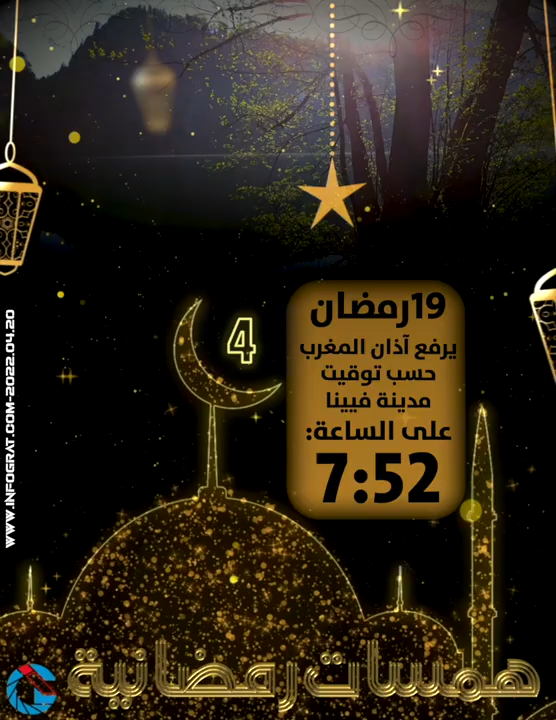 19رمضان
يرفع آذان المغرب
حسب توقيت
مدينة فيينا
على الساعة:
7:52
4
WWW.INFOGRAT.COM-2022.04.20
همسات رمضانية